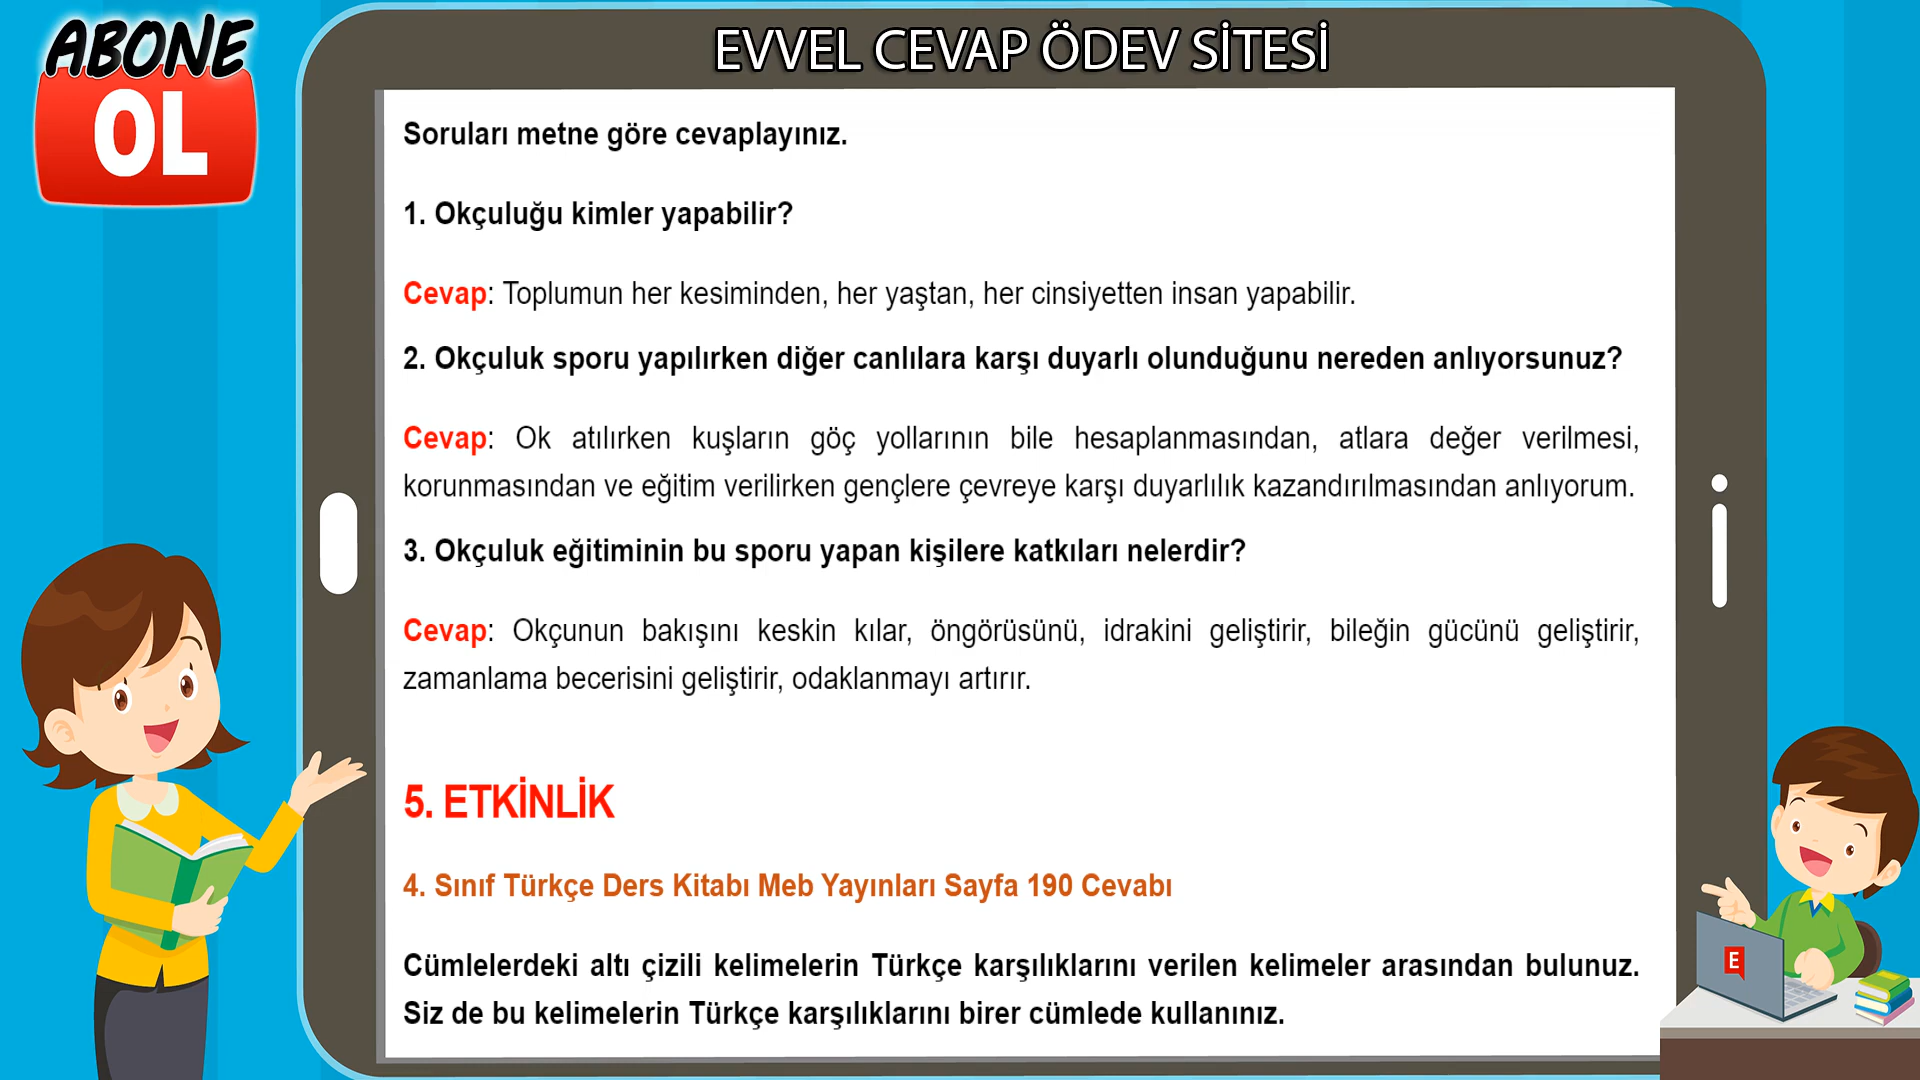 ABONE
OL
EVVEL CEVAP ÖDEV SİTESİ
Soruları metne göre cevaplayınız.
1. Okçuluğu kimler yapabilir?
Cevap: Toplumun her kesiminden, her yaştan, her cinsiyetten insan yapabilir.
2. Okçuluk sporu yapılırken diğer canlılara karşı duyarlı olunduğunu nereden anlıyorsunuz?
Cevap: Ok atılırken kuşların göç yollarının bile hesaplanmasından, atlara değer verilmesi,
korunmasından ve eğitim verilirken gençlere çevreye karşı duyarlılık kazandırılmasından anlıyorum.
3. Okçuluk eğitiminin bu sporu yapan kişilere katkıları nelerdir?
Cevap: Okçunun bakışını keskin kılar, öngörüsünü, idrakini geliştirir, bileğin gücünü geliştirir,
zamanlama becerisini geliştirir, odaklanmayı artırır.
5. ETKİNLİK
4. Sınıf Türkçe Ders Kitabı Meb Yayınları Sayfa 190 Cevabı
Cümlelerdeki altı çizili kelimelerin Türkçe karşılıklarını verilen kelimeler arasından bulunuz.
Siz de bu kelimelerin Türkçe karşılıklarını birer cümlede kullanınız.
E